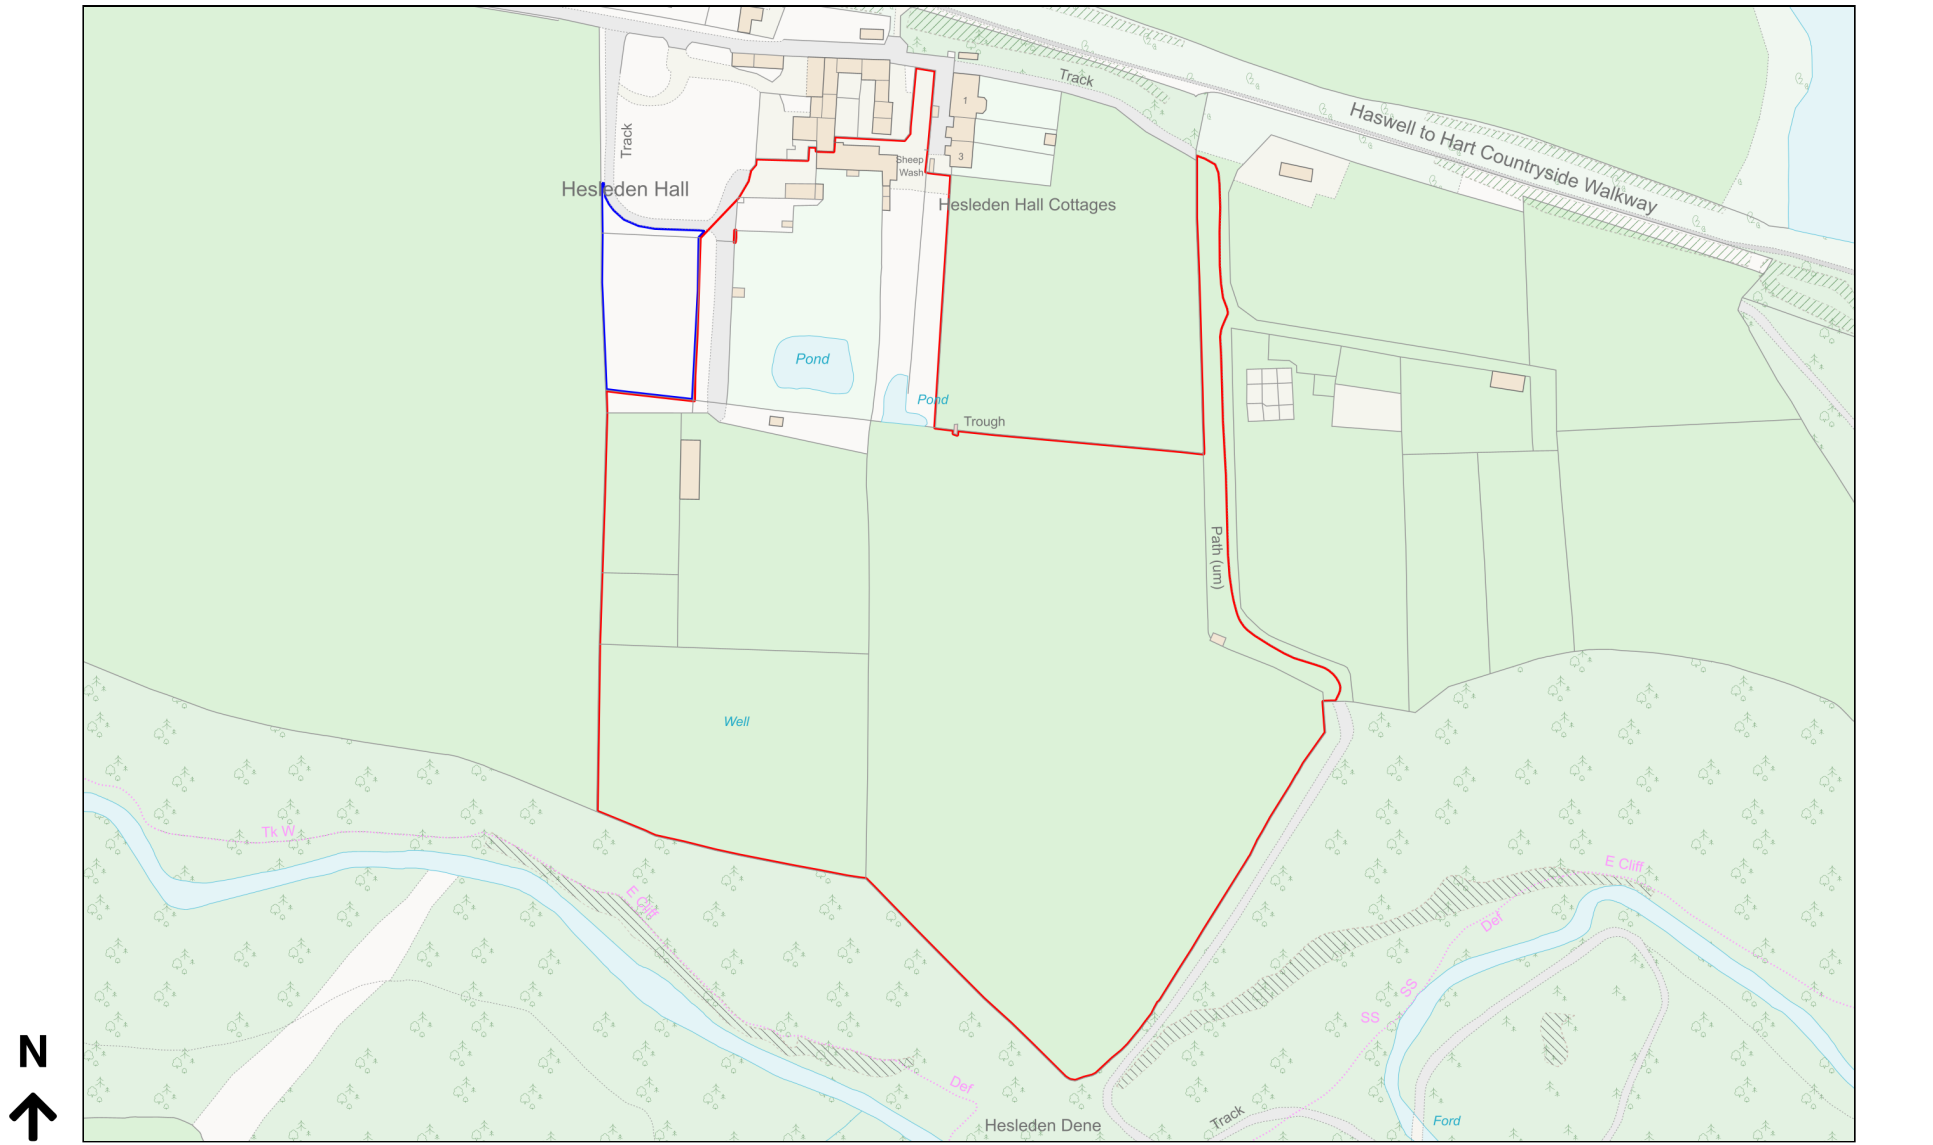 Track
Haswell to Hart Countryside Walkway
1
Track
3
Sheep
Wash
Hesleden Hall
Hesleden Hall Cottages
Pond
Pond
Trough
Path (um)
Well
Tk W
E Cliff
E Cliff
Def
SS
SS
N
Def
Track
Ford
Hesleden Dene